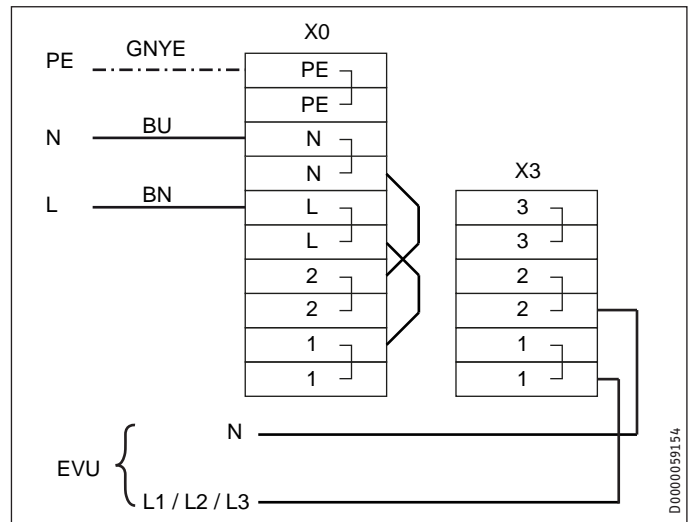 X0
PE GNYE PE
PE
N BU N
N
X3
L BN L 3
L 3
2 2
2 2
1 1
1 1
N
EVU
L1 / L2 / L3
D0000059154